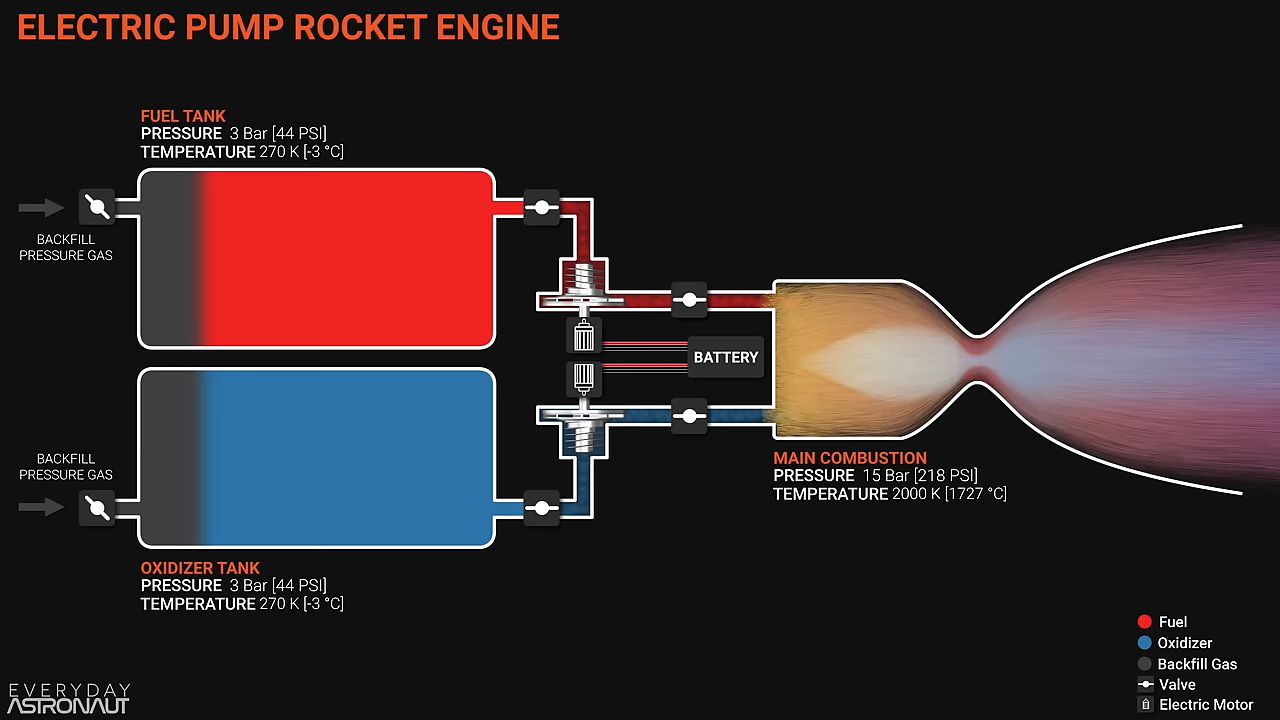 ELECTRIC PUMP ROCKET ENGINE
FUEL TANK
PRESSURE 3 Bar [44 PSI]
TEMPERATURE 270 K [-3 °C]
BACKFILL
PRESSURE GAS
BATTERY
BACKFILL
PRESSURE GAS
MAIN COMBUSTION
PRESSURE 15 Bar [218 PSI]
TEMPERATURE 2000 K [1727 °C]
OXIDIZER TANK
PRESSURE 3 Bar [44 PSI]
TEMPERATURE 270 K [-3 °C]
Fuel
Oxidizer
Backfill Gas
Valve
Electric Motor
EVERYDAY
ASTRONAUT